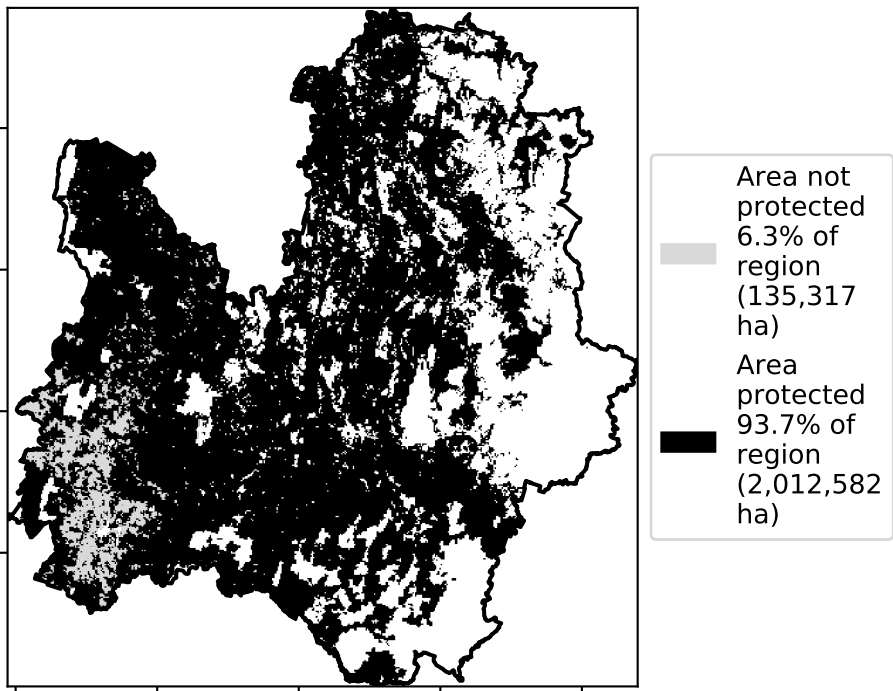 Area not
protected
6.3% of
region
(135,317
ha)
Area
protected
93.7% of
region
(2,012,582
ha)